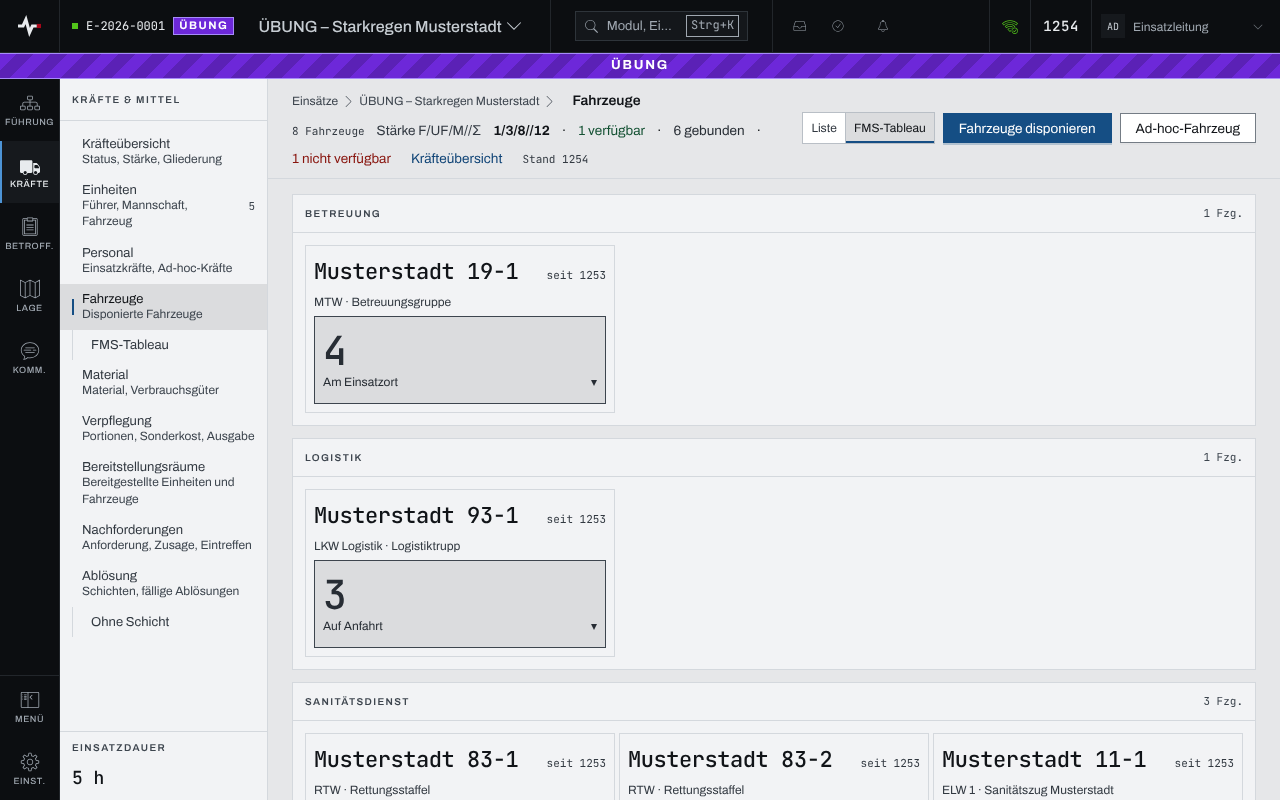 E-2026-0001 ÜBUNG ÜBUNG – Starkregen Musterstadt Modul, Ei... Strg+K 1254 AD Einsatzleitung
ÜBUNG
FÜHRUNG
KRÄFTE
BETROFF.
LAGE
KOMM.
MENÜ
EINST.
KRÄFTE & MITTEL
Kräfteübersicht
Status, Stärke, Gliederung
Einheiten
Führer, Mannschaft, Fahrzeug
5
Personal
Einsatzkräfte, Ad-hoc-Kräfte
Fahrzeuge
Disponierte Fahrzeuge
FMS-Tableau
Material
Material, Verbrauchsgüter
Verpflegung
Portionen, Sonderkost, Ausgabe
Bereitstellungsräume
Bereitgestellte Einheiten und
Fahrzeuge
Nachforderungen
Anforderung, Zusage, Eintreffen
Ablösung
Schichten, fällige Ablösungen
Ohne Schicht
EINSATZDAUER
5 h
Einsätze ÜBUNG – Starkregen Musterstadt Fahrzeuge
8 Fahrzeuge Stärke F/UF/M//Σ 1/3/8//12 · 1 verfügbar · 6 gebunden ·
1 nicht verfügbar Kräfteübersicht Stand 1254
Liste FMS-Tableau Fahrzeuge disponieren Ad-hoc-Fahrzeug
BETREUUNG 1 Fzg.
Musterstadt 19-1 seit 1253
MTW · Betreuungsgruppe
4
Am Einsatzort ▾
LOGISTIK 1 Fzg.
Musterstadt 93-1 seit 1253
LKW Logistik · Logistiktrupp
3
Auf Anfahrt ▾
SANITÄTSDIENST 3 Fzg.
Musterstadt 83-1 seit 1253 Musterstadt 83-2 seit 1253 Musterstadt 11-1 seit 1253
RTW · Rettungsstaffel RTW · Rettungsstaffel ELW 1 · Sanitätszug Musterstadt